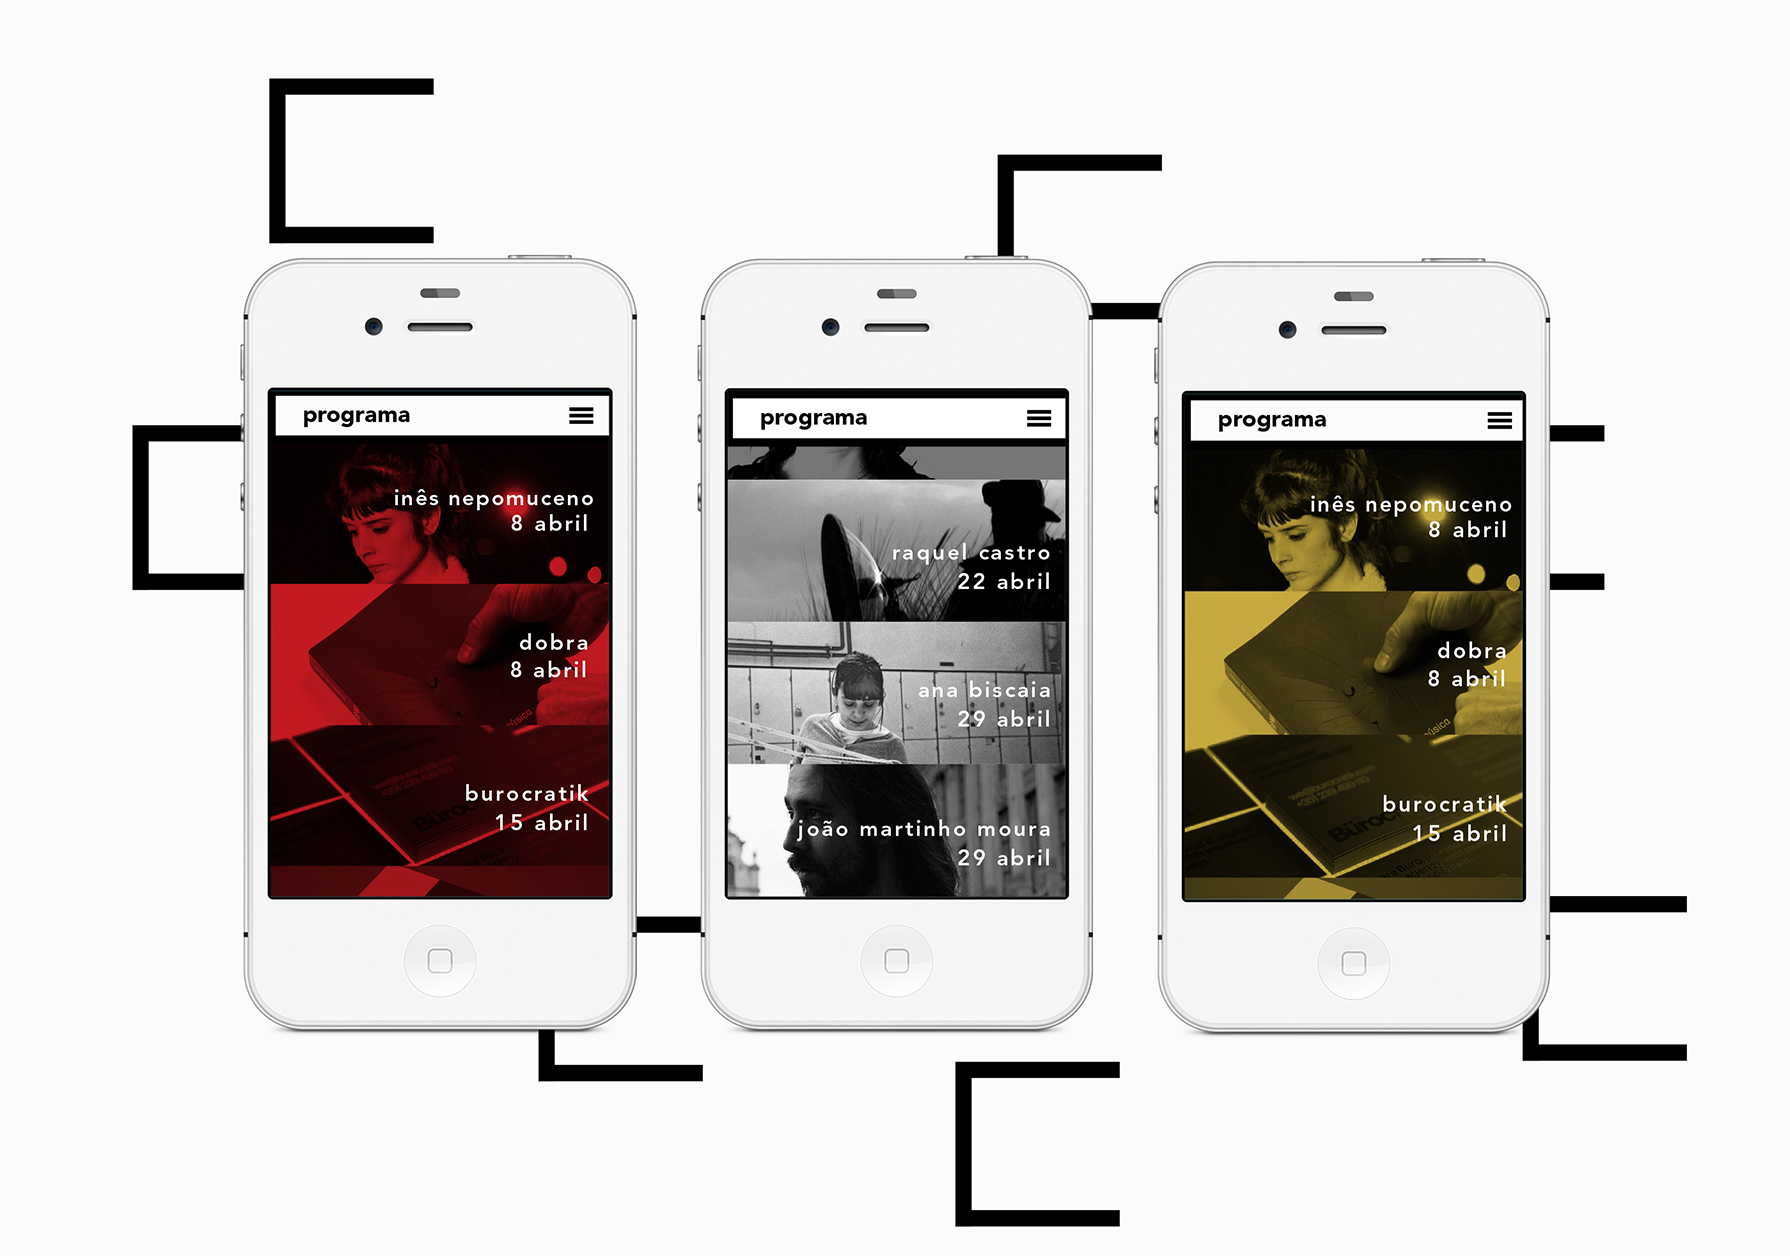 programa
inês nepomuceno
8 abril
dobra
8 abril
burocratik
15 abril
programa
raquel castro
22 abril
ana biscaia
29 abril
joão martinho moura
29 abril
programa
inês nepomuceno
8 abril
dobra
8 abril
burocratik
15 abril